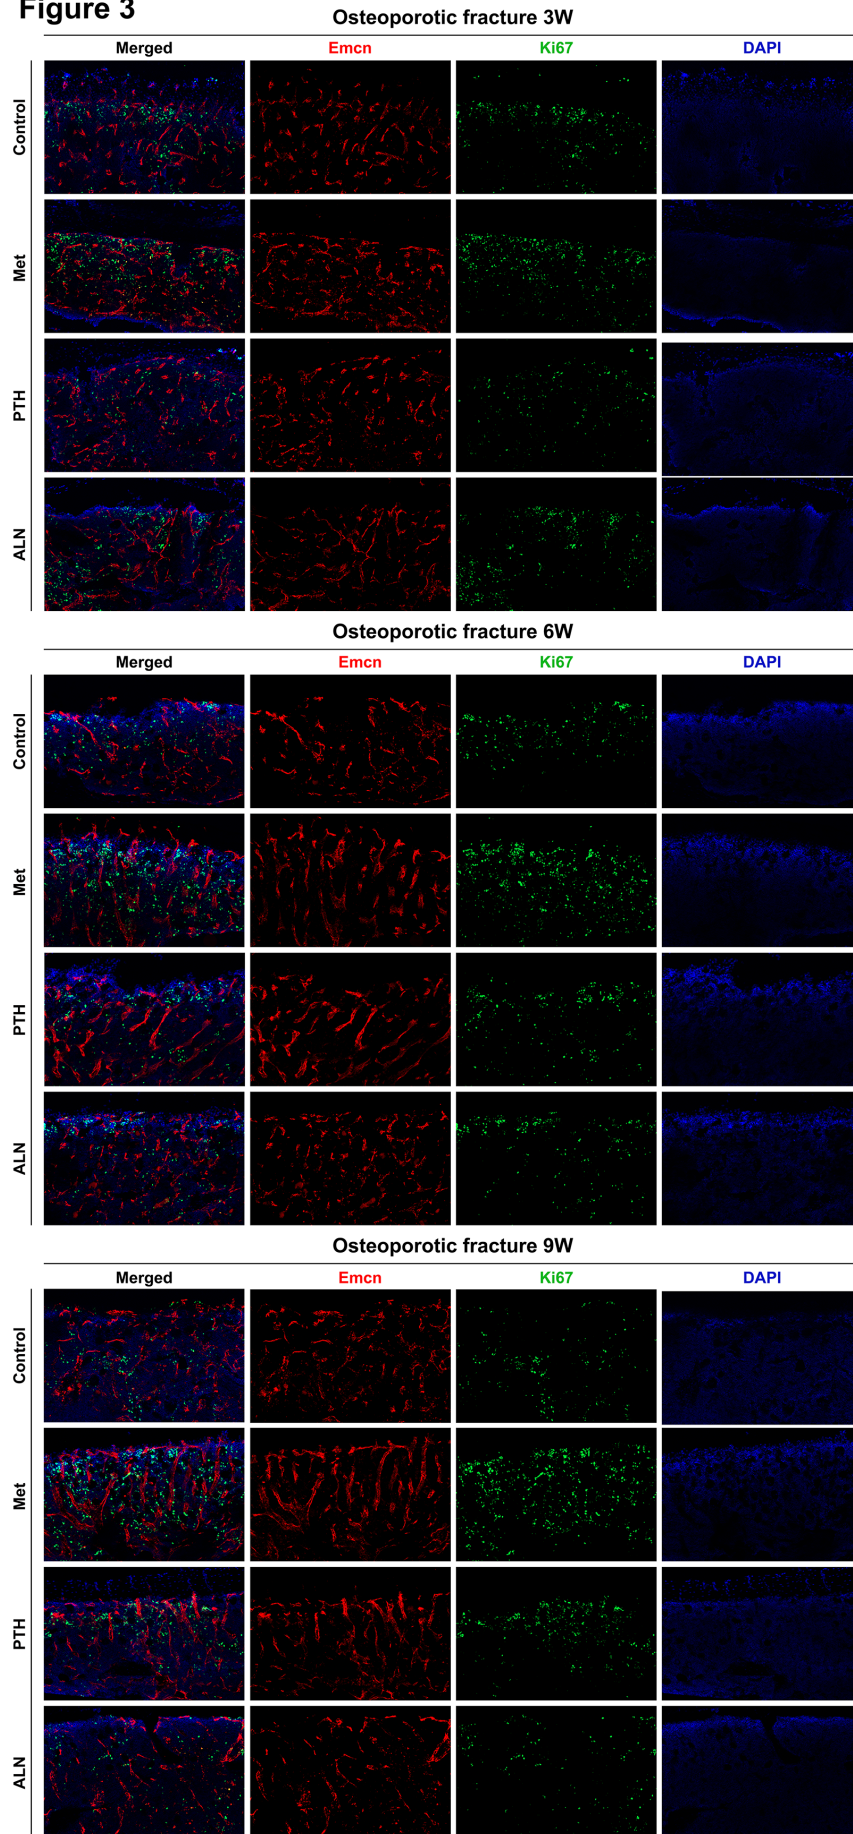 Figure 3
Osteoporotic fracture 3W
Merged Emcn Ki67 DAPI
Control
Met
PTH
ALN
Osteoporotic fracture 6W
Merged Emcn Ki67 DAPI
Control
Met
PTH
ALN
Osteoporotic fracture 9W
Merged Emcn Ki67 DAPI
Control
Met
PTH
ALN